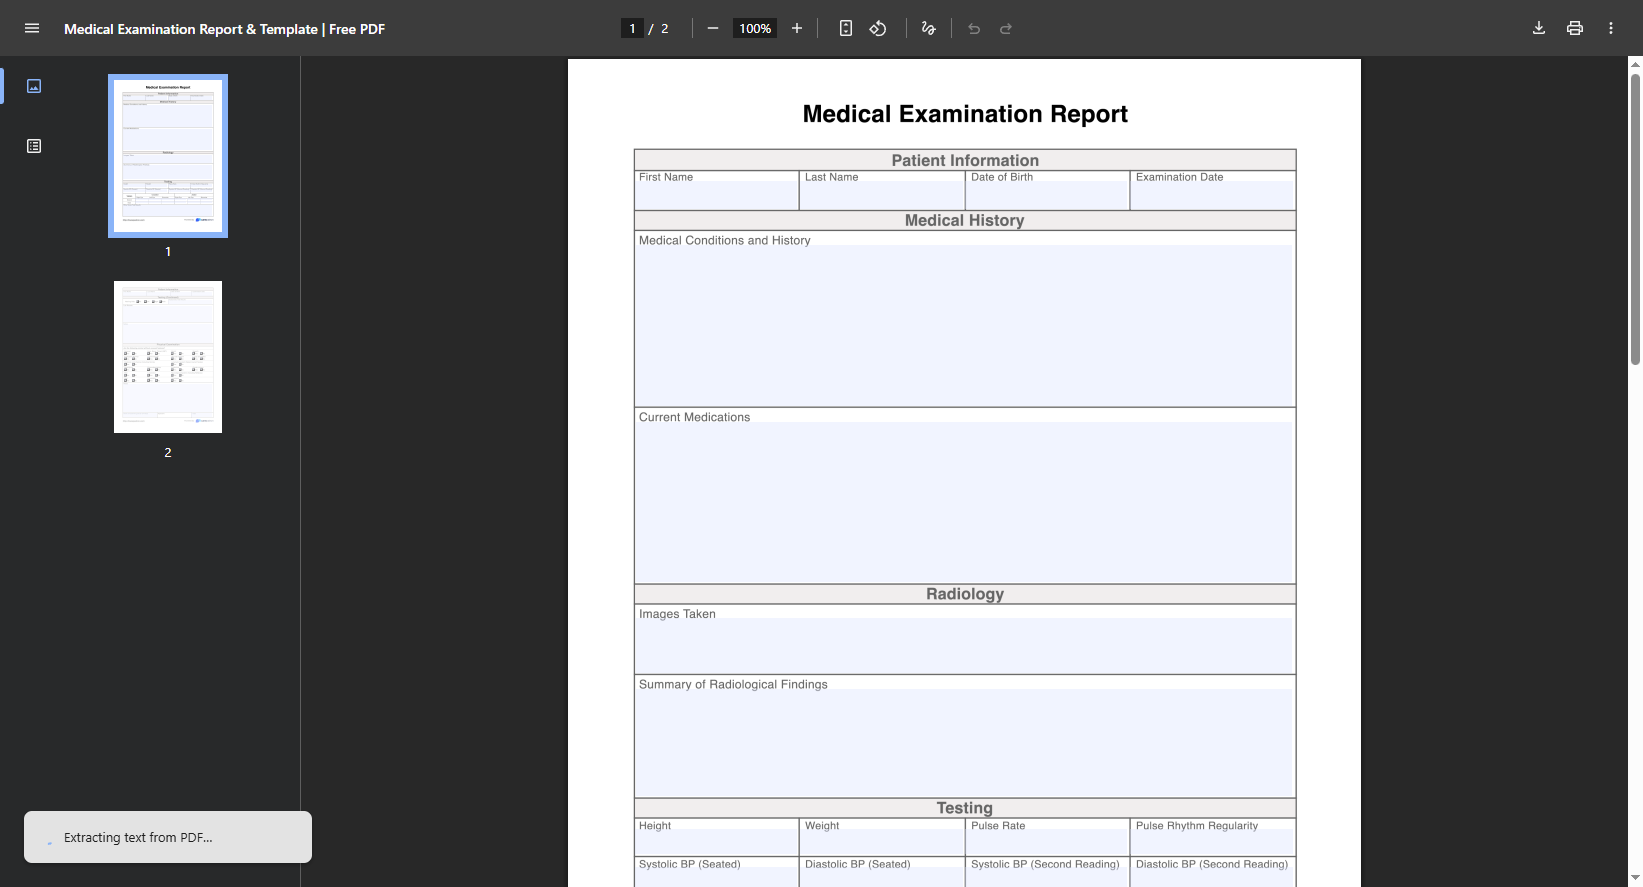 Medical Examination Report & Template | Free PDF
1 / 2
100%
1
2
Medical Examination Report
Patient Information
First Name Last Name Date of Birth Examination Date
Medical History
Medical Conditions and History
Current Medications
Radiology
Images Taken
Summary of Radiological Findings
Testing
Height Weight Pulse Rate Pulse Rhythm Regularity
Systolic BP (Seated) Diastolic BP (Seated) Systolic BP (Second Reading) Diastolic BP (Second Reading)
Extracting text from PDF...